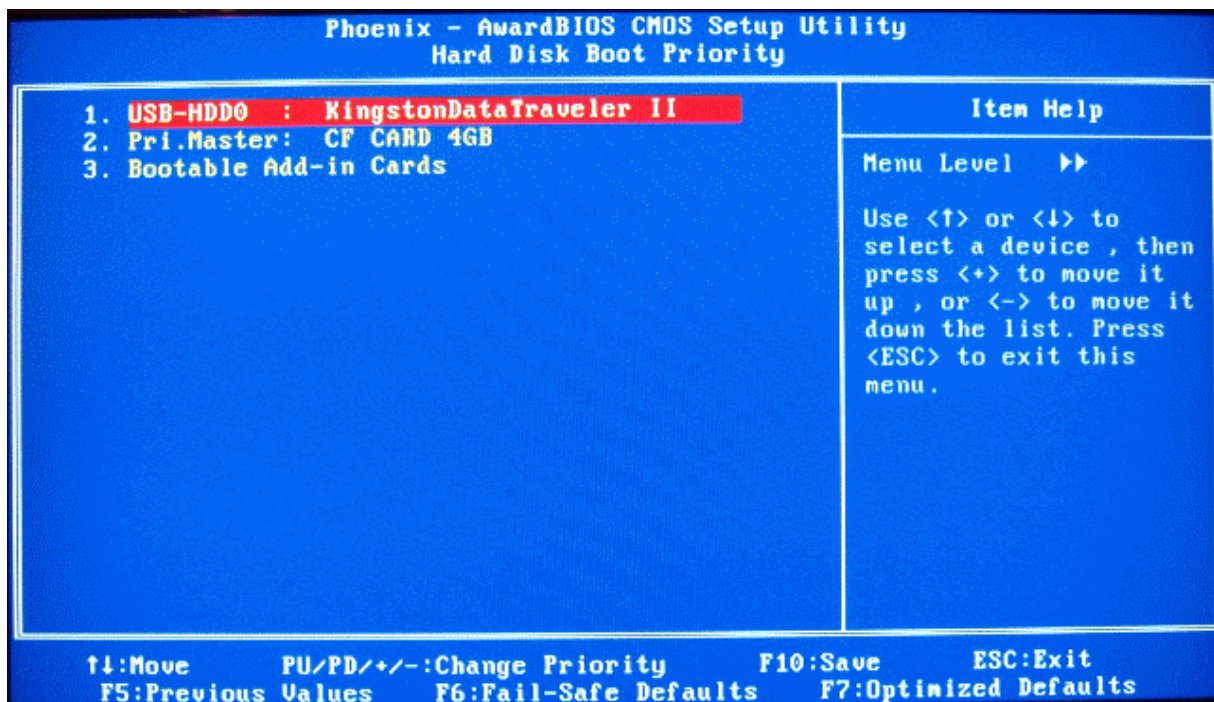 Phoenix - AwardBIOS CMOS Setup Utility
Hard Disk Boot Priority
1. USB-HDD0 : KingstonDataTraveler II
2. Pri.Master: CF CARD 4GB
3. Bootable Add-in Cards
Item Help
Menu Level ▸▸
Use <↑> or <↓> to
select a device , then
press <+> to move it
up , or <-> to move it
down the list. Press
<ESC> to exit this
menu.
↑↓:Move PU/PD/+/-:Change Priority F10:Save ESC:Exit
F5:Previous Values F6:Fail-Safe Defaults F7:Optimized Defaults